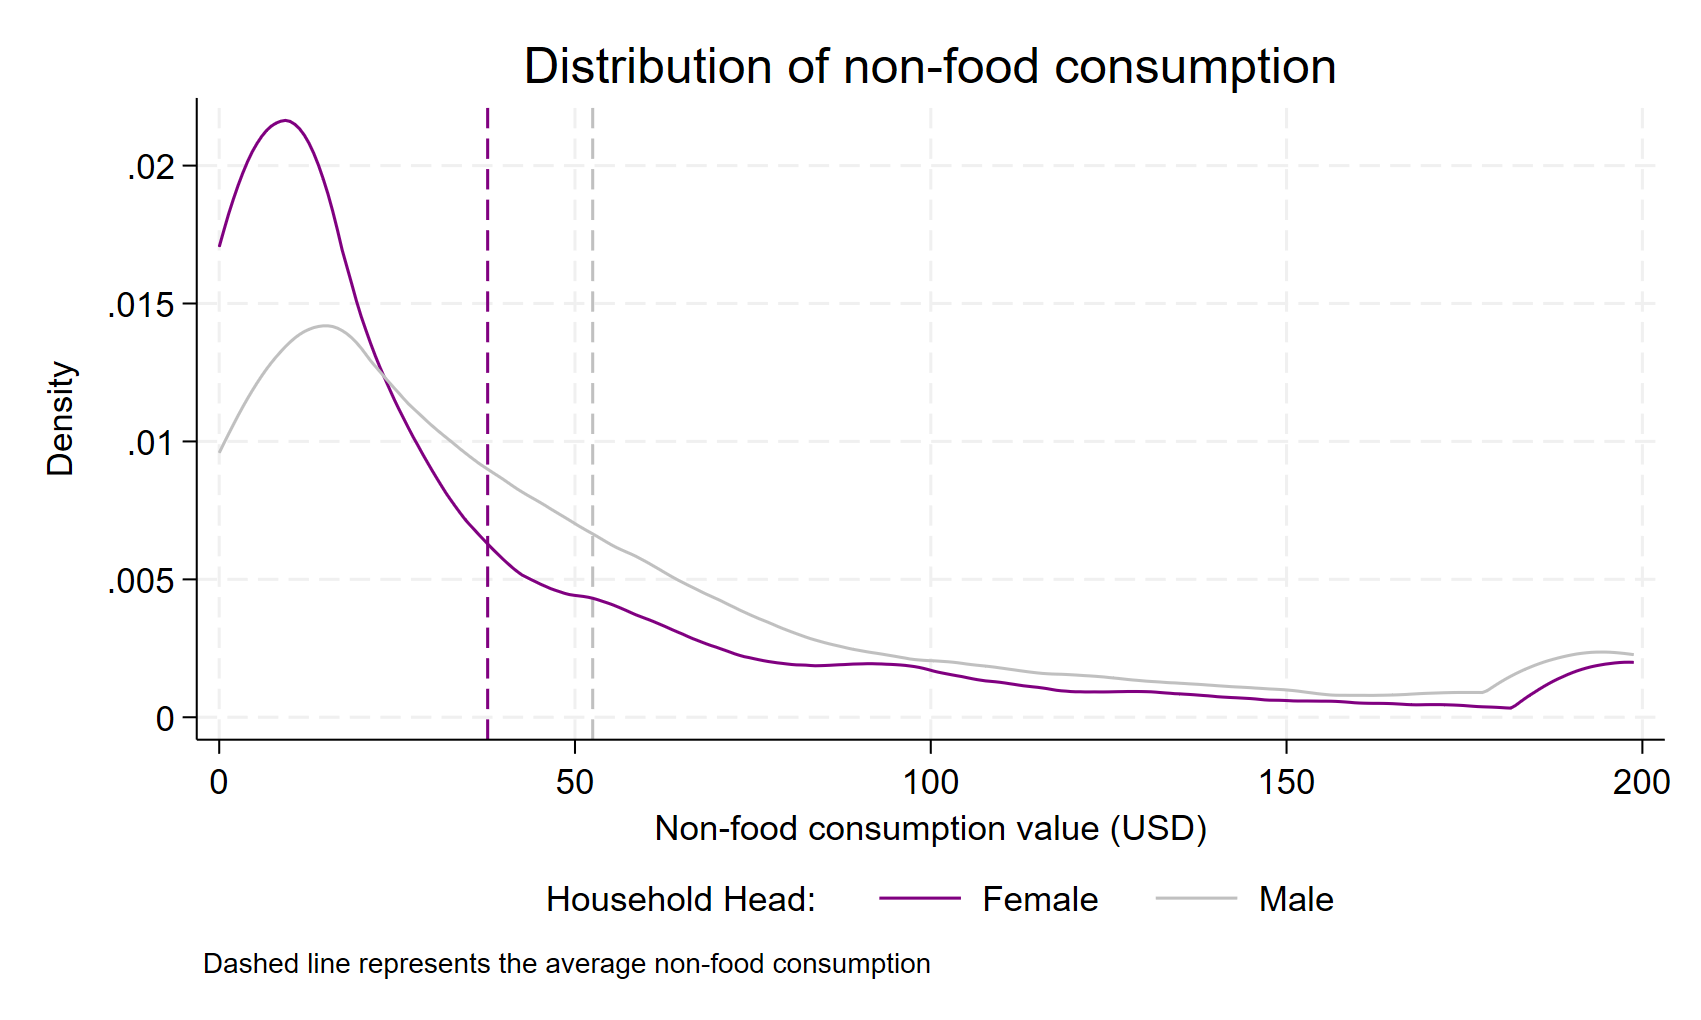 Distribution of non-food consumption
.02
.015
.01
.005
0
Density
0 50 100 150 200
Non-food consumption value (USD)
Household Head: Female Male
Dashed line represents the average non-food consumption